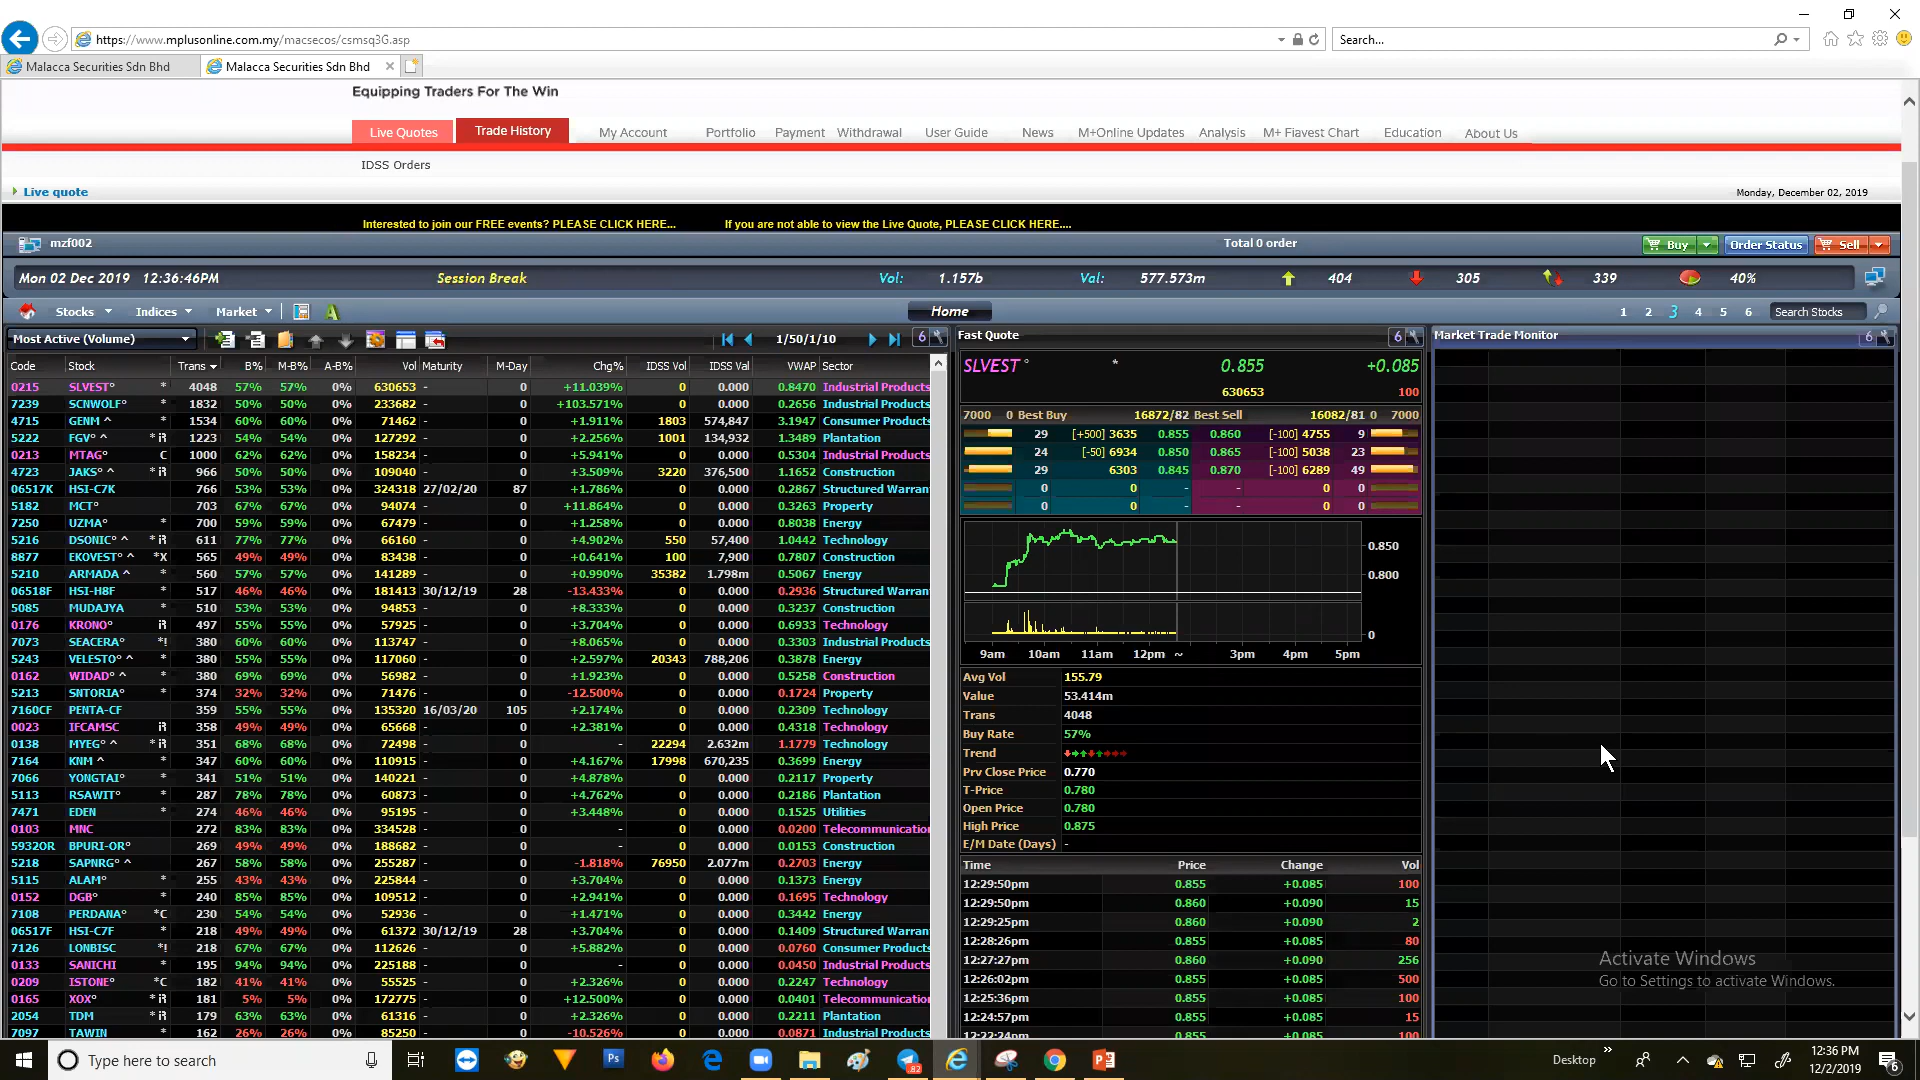 https://www.mplusonline.com.my/macsecos/csmsq3G.asp
Search...
Malacca Securities Sdn Bhd
Malacca Securities Sdn Bhd
Equipping Traders For The Win
Live Quotes Trade History My Account Portfolio Payment Withdrawal User Guide News M+Online Updates Analysis M+ Fiavest Chart Education About Us
IDSS Orders
Live quote Monday, December 02, 2019
Interested to join our FREE events? PLEASE CLICK HERE... If you are not able to view the Live Quote, PLEASE CLICK HERE....
mzf002 Total 0 order Buy Order Status Sell
Mon 02 Dec 2019 12:36:46PM Session Break Vol: 1.157b Val: 577.573m 404 305 339 40%
Stocks Indices Market A Home 1 2 3 4 5 6 Search Stocks
Most Active (Volume) 1/50/1/10 6
Code Stock Trans B% M-B% A-B% Vol Maturity M-Day Chg% IDSS Vol IDSS Val VWAP Sector
0215 SLVEST° * 4048 57% 57% 0% 630653 - 0 +11.039% 0 0.000 0.8470 Industrial Products
7239 SCNWOLF° * 1832 50% 50% 0% 233682 - 0 +103.571% 0 0.000 0.2656 Industrial Products
4715 GENM ^ * 1534 60% 60% 0% 71462 - 0 +1.911% 1803 574,847 3.1947 Consumer Products
5222 FGV° ^ * iR 1223 54% 54% 0% 127292 - 0 +2.256% 1001 134,932 1.3489 Plantation
0213 MTAG° C 1000 62% 62% 0% 158234 - 0 +5.941% 0 0.000 0.5304 Industrial Products
4723 JAKS° ^ * iR 966 50% 50% 0% 109040 - 0 +3.509% 3220 376,500 1.1652 Construction
06517K HSI-C7K 766 53% 53% 0% 324318 27/02/20 87 +1.786% 0 0.000 0.2867 Structured Warran
5182 MCT° 703 67% 67% 0% 94074 - 0 +11.864% 0 0.000 0.3263 Property
7250 UZMA° * 700 59% 59% 0% 67479 - 0 +1.258% 0 0.000 0.8038 Energy
5216 DSONIC° ^ * iR 611 77% 77% 0% 66160 - 0 +4.902% 550 57,400 1.0442 Technology
8877 EKOVEST° ^ *X 565 49% 49% 0% 83438 - 0 +0.641% 100 7,900 0.7807 Construction
5210 ARMADA ^ * 560 57% 57% 0% 141289 - 0 +0.990% 35382 1.798m 0.5067 Energy
06518F HSI-H8F * 517 46% 46% 0% 181413 30/12/19 28 -13.433% 0 0.000 0.2936 Structured Warran
5085 MUDAJYA * 510 53% 53% 0% 94853 - 0 +8.333% 0 0.000 0.3237 Construction
0176 KRONO° iR 497 55% 55% 0% 57925 - 0 +3.704% 0 0.000 0.6933 Technology
7073 SEACERA° *! 380 60% 60% 0% 113747 - 0 +8.065% 0 0.000 0.3303 Industrial Products
5243 VELESTO° ^ * 380 55% 55% 0% 117060 - 0 +2.597% 20343 788,206 0.3878 Energy
0162 WIDAD° ^ * 380 69% 69% 0% 56982 - 0 +1.923% 0 0.000 0.5258 Construction
5213 SNTORIA° * 374 32% 32% 0% 71476 - 0 -12.500% 0 0.000 0.1724 Property
7160CF PENTA-CF 359 55% 55% 0% 135320 16/03/20 105 +2.174% 0 0.000 0.2309 Technology
0023 IFCAMSC iR 358 49% 49% 0% 65668 - 0 +2.381% 0 0.000 0.4318 Technology
0138 MYEG° ^ * iR 351 68% 68% 0% 72498 - 0 - 22294 2.632m 1.1779 Technology
7164 KNM ^ * 347 60% 60% 0% 110915 - 0 +4.167% 17998 670,235 0.3699 Energy
7066 YONGTAI° * 341 51% 51% 0% 140221 - 0 +4.878% 0 0.000 0.2117 Property
5113 RSAWIT° * 287 78% 78% 0% 60873 - 0 +4.762% 0 0.000 0.2186 Plantation
7471 EDEN * 274 46% 46% 0% 95195 - 0 +3.448% 0 0.000 0.1525 Utilities
0103 MNC 272 83% 83% 0% 334528 - 0 - 0 0.000 0.0200 Telecommunicatio
5932OR BPURI-OR° 269 49% 49% 0% 188682 - 0 - 0 0.000 0.0153 Construction
5218 SAPNRG° ^ * 267 58% 58% 0% 255287 - 0 -1.818% 76950 2.077m 0.2703 Energy
5115 ALAM° * 255 43% 43% 0% 225844 - 0 +3.704% 0 0.000 0.1373 Energy
0152 DGB° * 240 85% 85% 0% 109512 - 0 +2.941% 0 0.000 0.1695 Technology
7108 PERDANA° *C 230 54% 54% 0% 52936 - 0 +1.471% 0 0.000 0.3442 Energy
06517F HSI-C7F * 218 49% 49% 0% 61372 30/12/19 28 +3.704% 0 0.000 0.1409 Structured Warran
7126 LONBISC *! 218 67% 67% 0% 112626 - 0 +5.882% 0 0.000 0.0760 Consumer Products
0133 SANICHI * 195 94% 94% 0% 225188 - 0 - 0 0.000 0.0450 Industrial Products
0209 ISTONE° *C 182 41% 41% 0% 55525 - 0 +2.326% 0 0.000 0.2247 Technology
0165 XOX° * iR 181 5% 5% 0% 172775 - 0 +12.500% 0 0.000 0.0401 Telecommunicatio
2054 TDM * iR 179 63% 63% 0% 61316 - 0 +2.326% 0 0.000 0.2211 Plantation
7097 TAWIN * 162 26% 26% 0% 85250 - 0 -10.526% 0 0.000 0.0871 Industrial Products
Fast Quote 6
SLVEST° * 0.855 +0.085
630653 100
7000 0 Best Buy 16872/82 Best Sell 16082/81 0 7000
29 [+500] 3635 0.855 0.860 [-100] 4755 9
24 [-50] 6934 0.850 0.865 [-100] 5038 23
29 6303 0.845 0.870 [-100] 6289 49
0 0 - - 0 0
0 0 - - 0 0
0.850
0.800
0
9am 10am 11am 12pm ~ 3pm 4pm 5pm
Avg Vol 155.79
Value 53.414m
Trans 4048
Buy Rate 57%
Trend
Prv Close Price 0.770
T-Price 0.780
Open Price 0.780
High Price 0.875
E/M Date (Days) -
Time Price Change Vol
12:29:50pm 0.855 +0.085 100
12:29:50pm 0.860 +0.090 15
12:29:25pm 0.860 +0.090 2
12:28:26pm 0.855 +0.085 80
12:27:27pm 0.860 +0.090 256
12:26:02pm 0.855 +0.085 500
12:25:36pm 0.855 +0.085 100
12:24:57pm 0.855 +0.085 15
12:22:24pm 0.855 +0.085 100
Market Trade Monitor 6
Activate Windows
Go to Settings to activate Windows.
Type here to search
Ps
82
Desktop
12:36 PM
12/2/2019
6